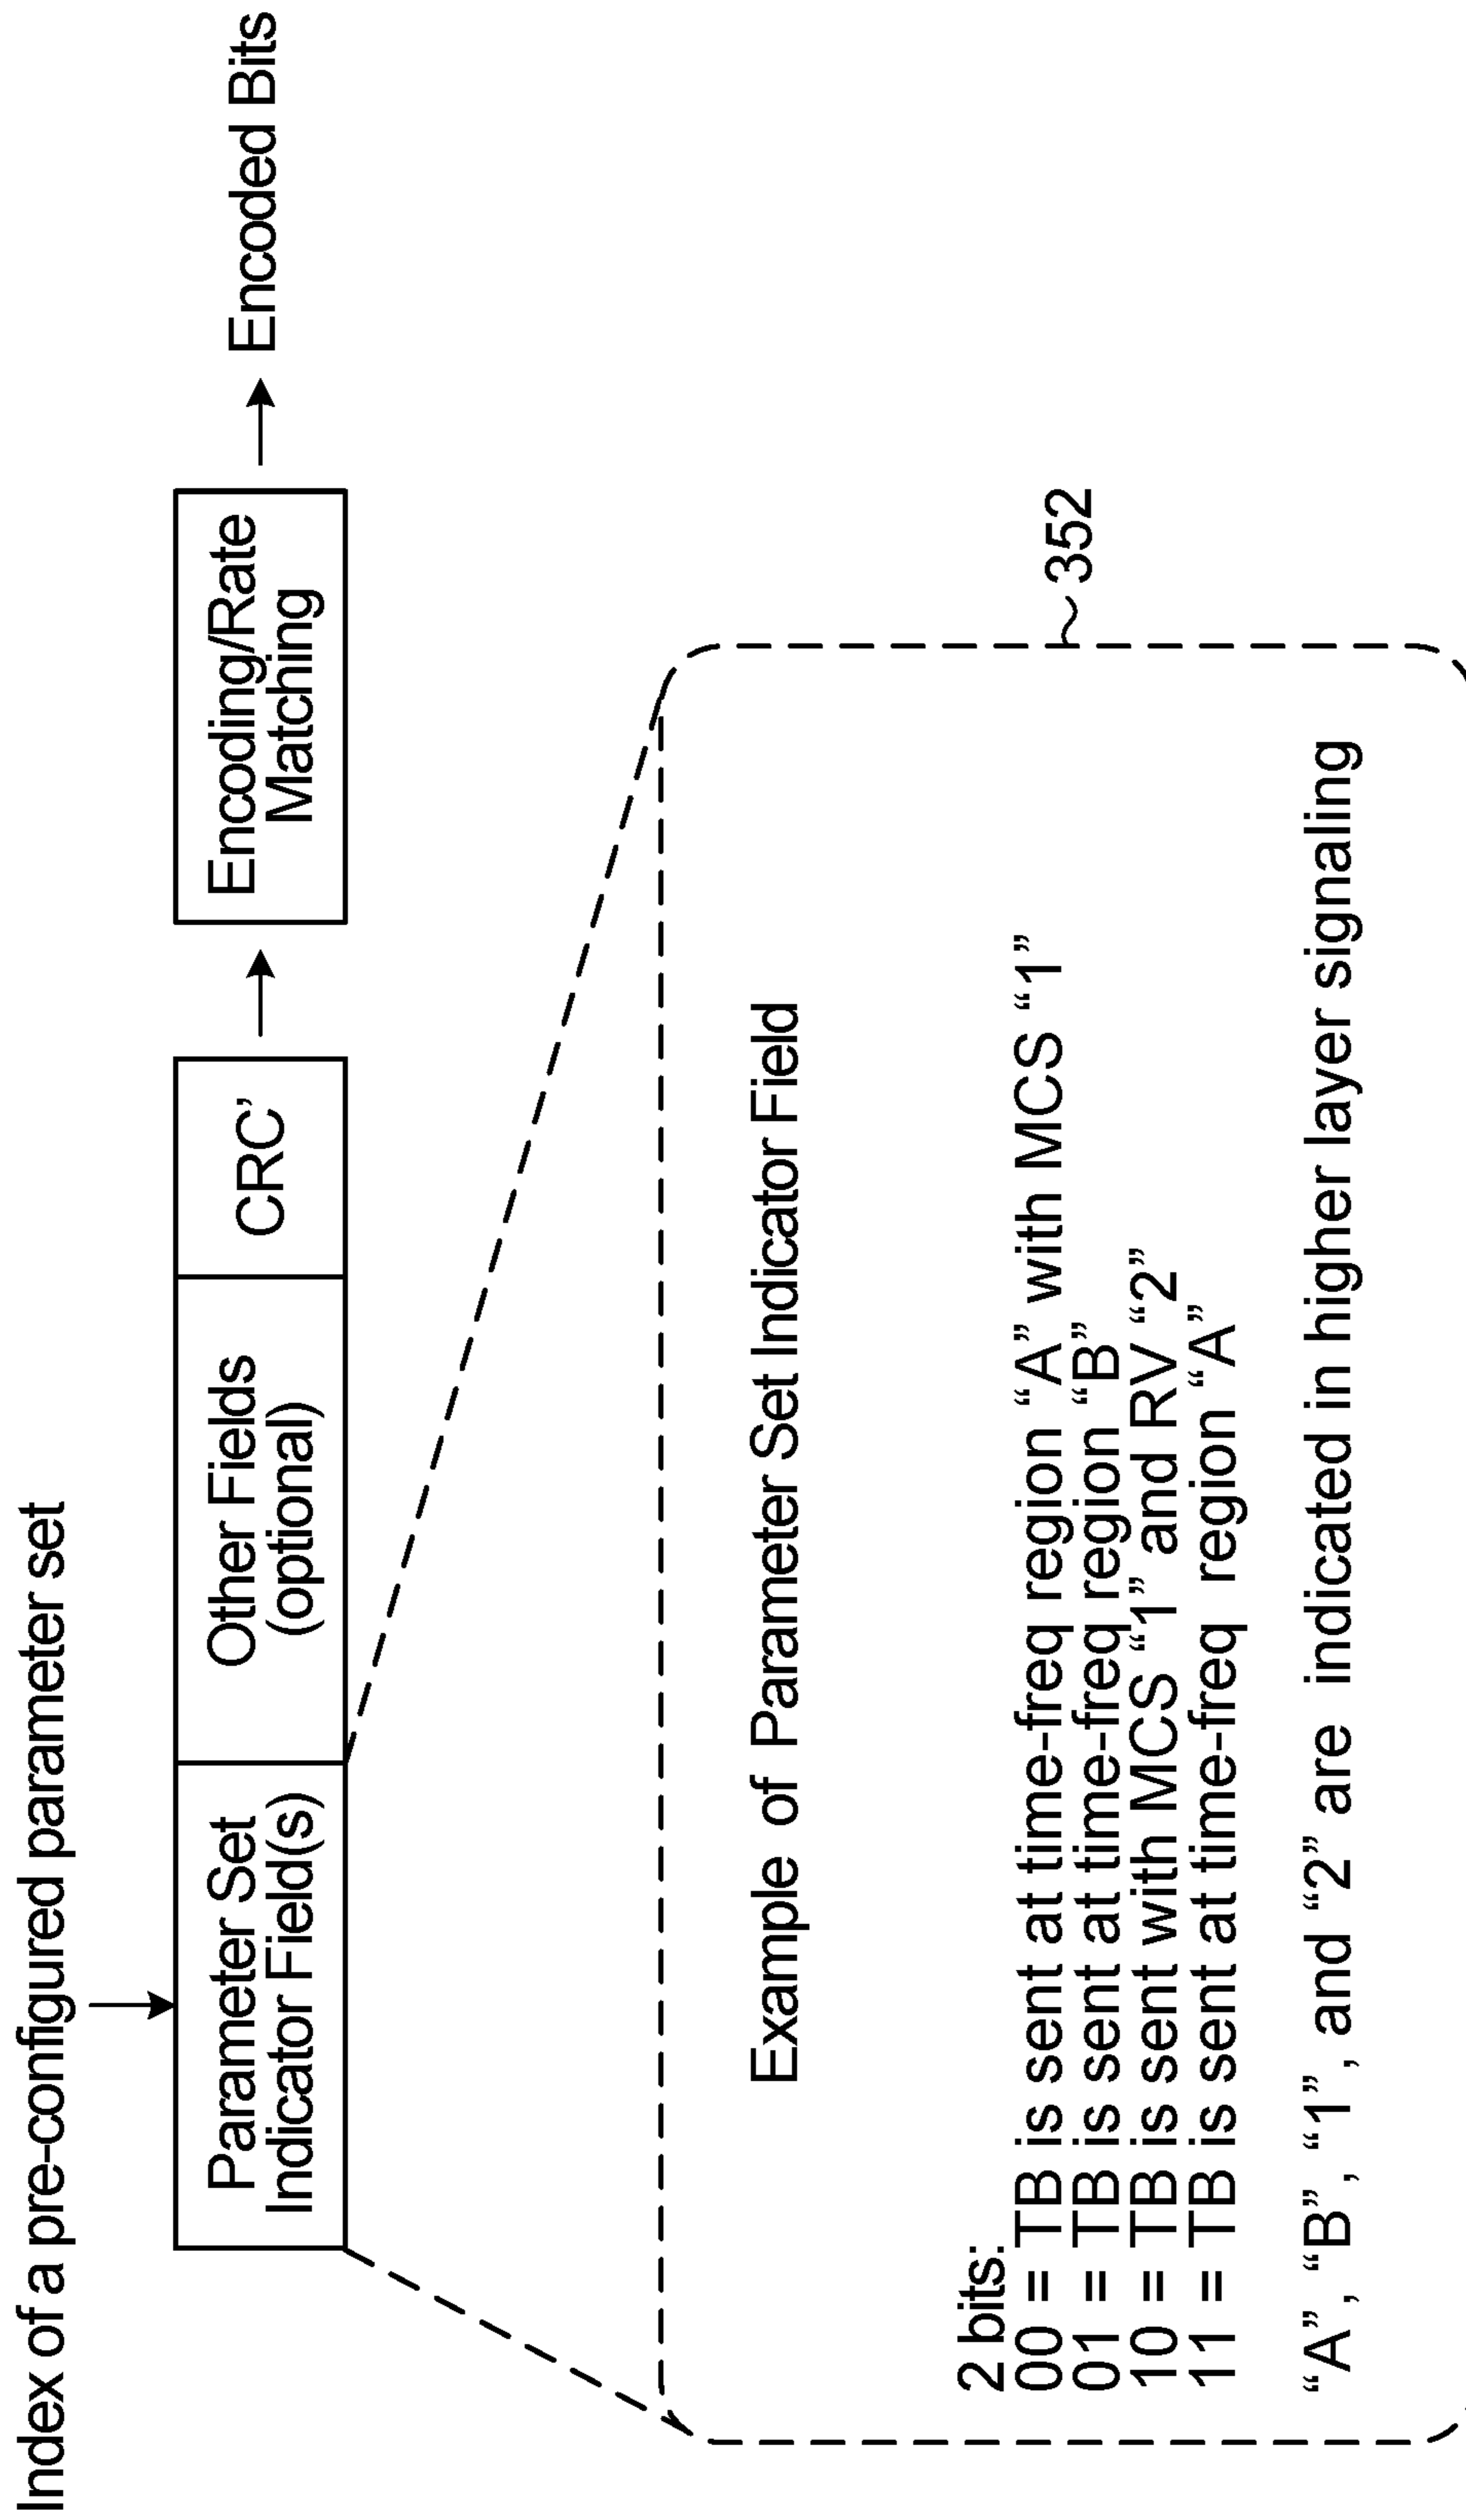 Index of a pre-configured parameter set
Parameter Set
Indicator Field(s)
Other Fields
(optional)
CRC’
Encoding/Rate
Matching
Encoded Bits
Example of Parameter Set Indicator Field
2 bits:
00 = TB is sent at time-freq region “A” with MCS “1”
01 = TB is sent at time-freq region “B”
10 = TB is sent with MCS “1” and RV “2”
11 = TB is sent at time-freq region “A”
“A”, “B”, “1”, and “2” are indicated in higher layer signaling
352